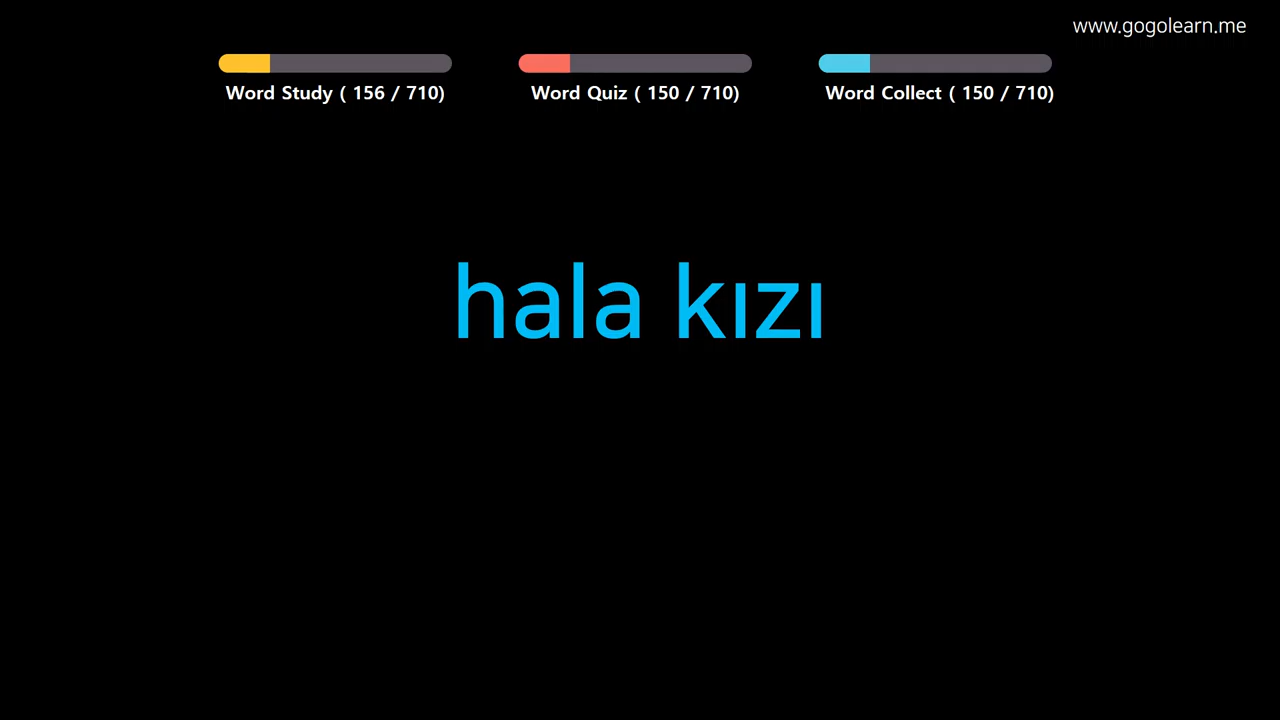 www.gogolearn.me
Word Study ( 156 / 710)
Word Quiz ( 150 / 710)
Word Collect ( 150 / 710)
hala kızı